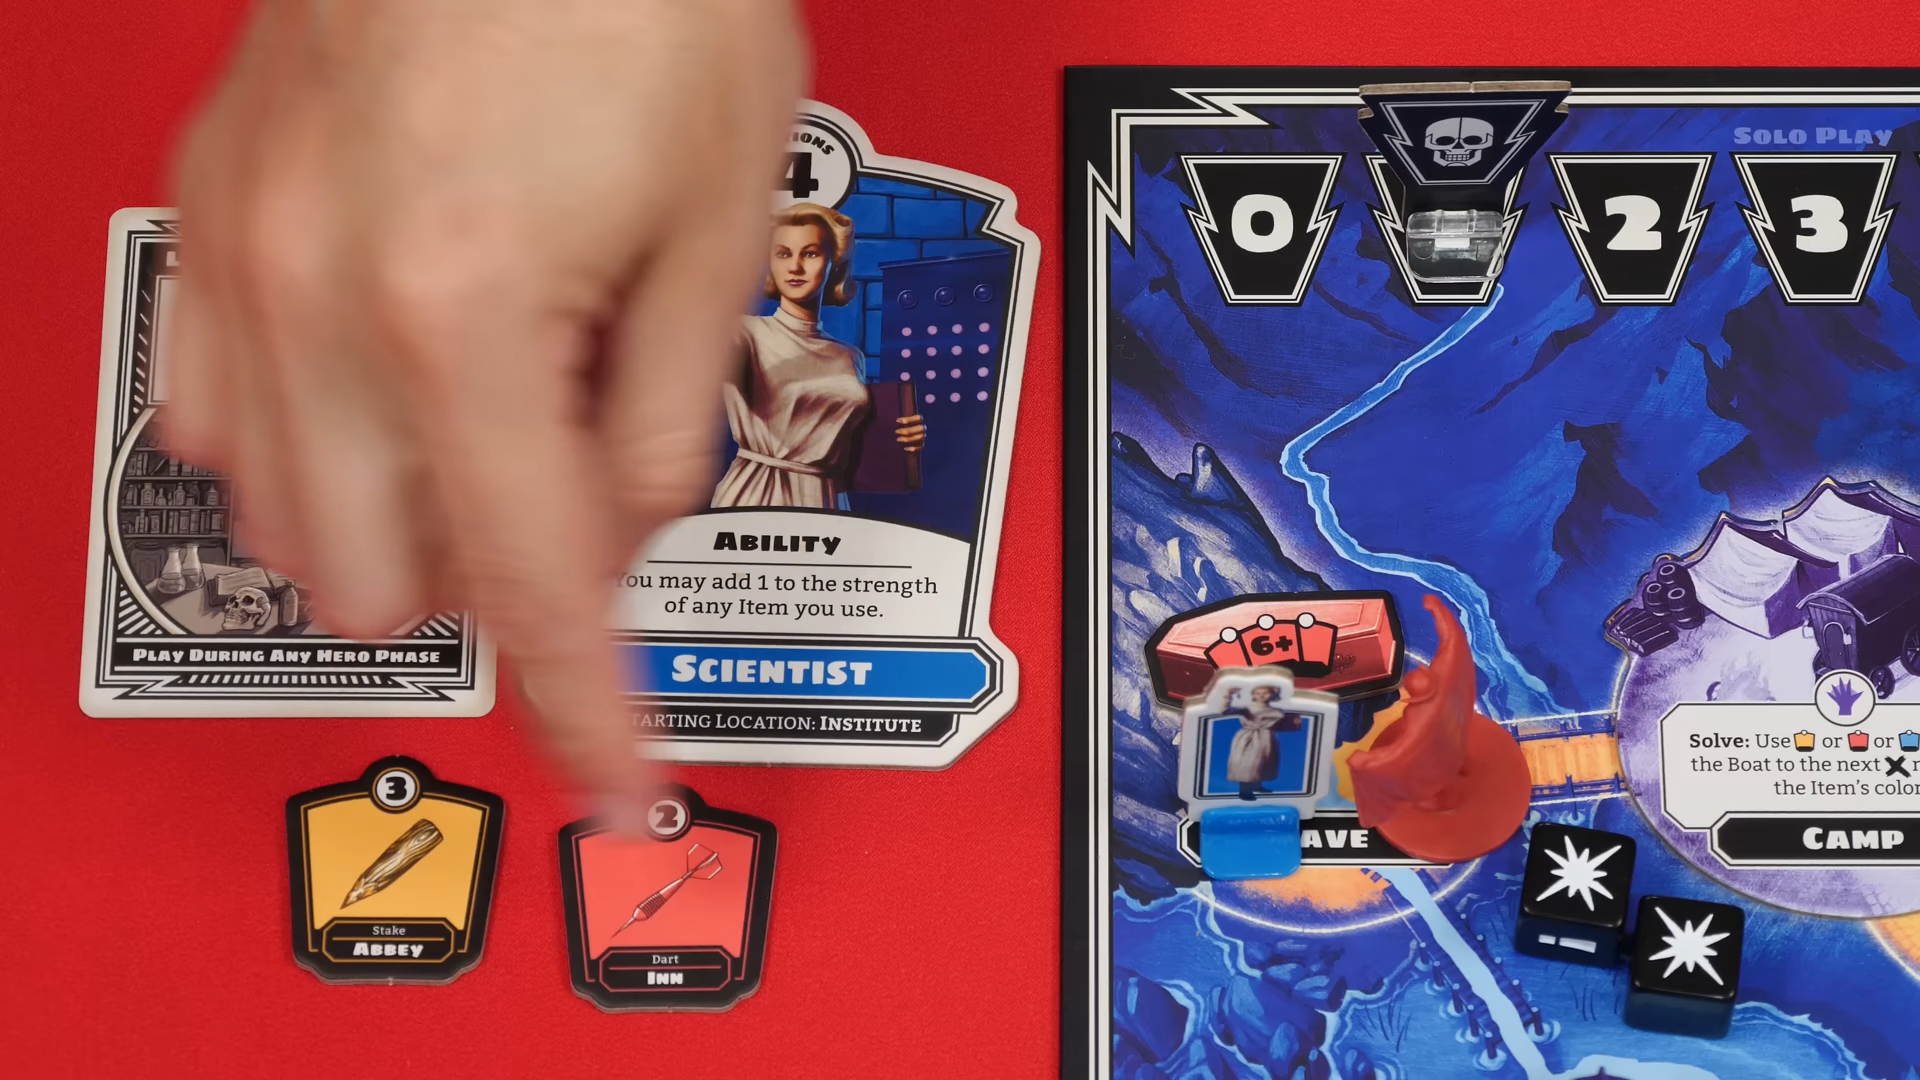 4
ABILITY
You may add 1 to the strength
of any Item you use.
SCIENTIST
STARTING LOCATION: INSTITUTE
PLAY DURING ANY HERO PHASE
3
Stake
ABBEY
2
Dart
INN
SOLO PLAY
0
2
3
6+
Solve: Use or or
the Boat to the next
the Item's color
CAMP